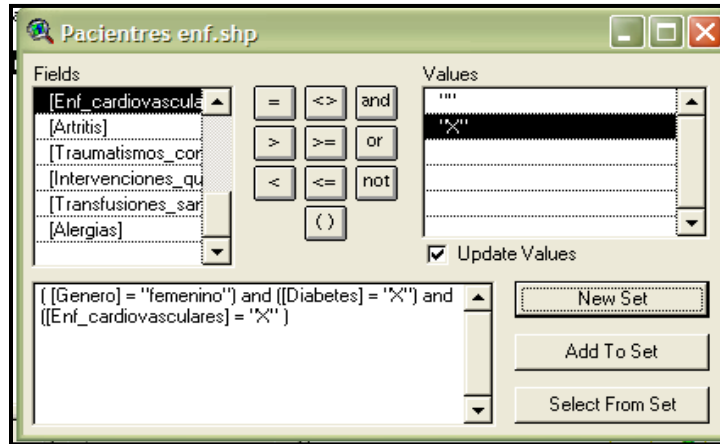 Pacientres enf.shp
Fields
Values
[Enf_cardiovascula
[Artritis]
[Traumatismos_cor
[Intervenciones_qu
[Transfusiones_sar
[Alergias]
= <> and
> >= or
< <= not
( )
""
"X"
Update Values
( [Genero] = "femenino") and ([Diabetes] = "X") and
([Enf_cardiovasculares] = "X" )
New Set
Add To Set
Select From Set